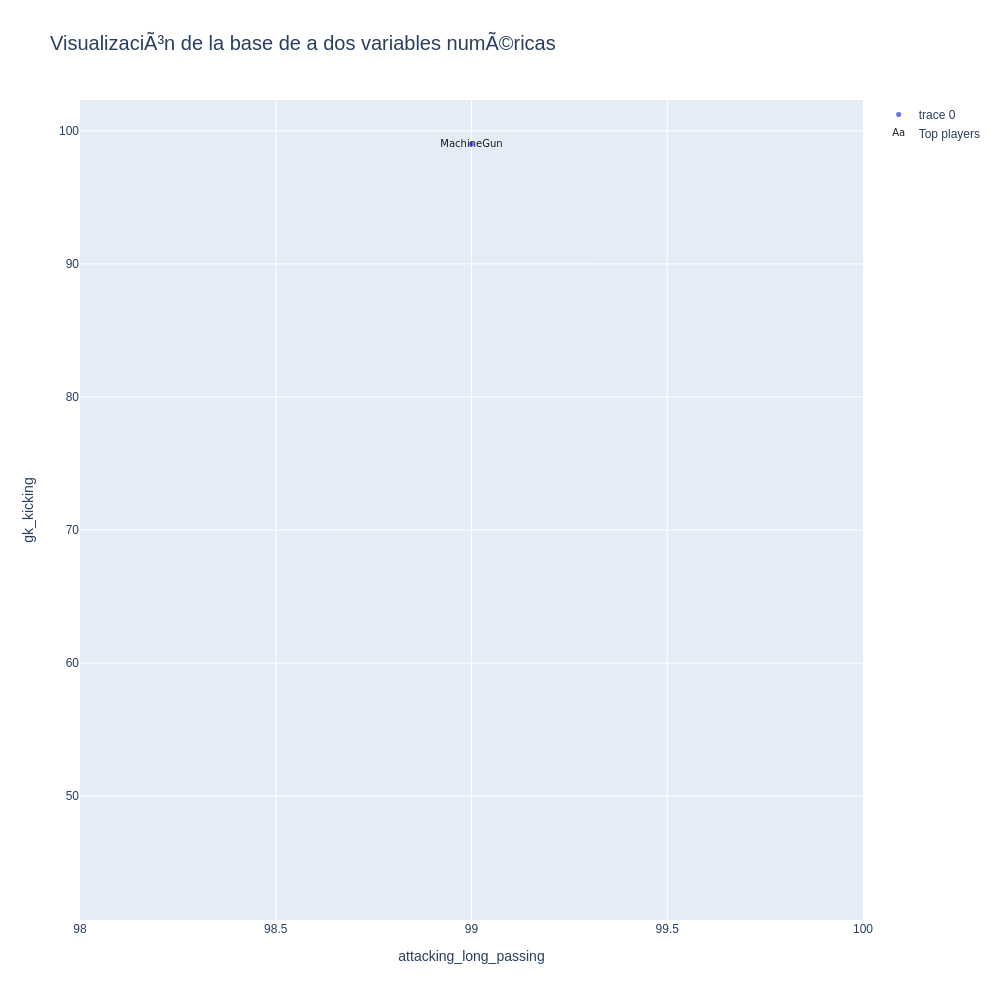 VisualizaciÃ³n de la base de a dos variables numÃ©ricas
trace 0
Aa Top players
100
MachineGun
90
80
70
60
50
gk_kicking
98 98.5 99 99.5 100
attacking_long_passing